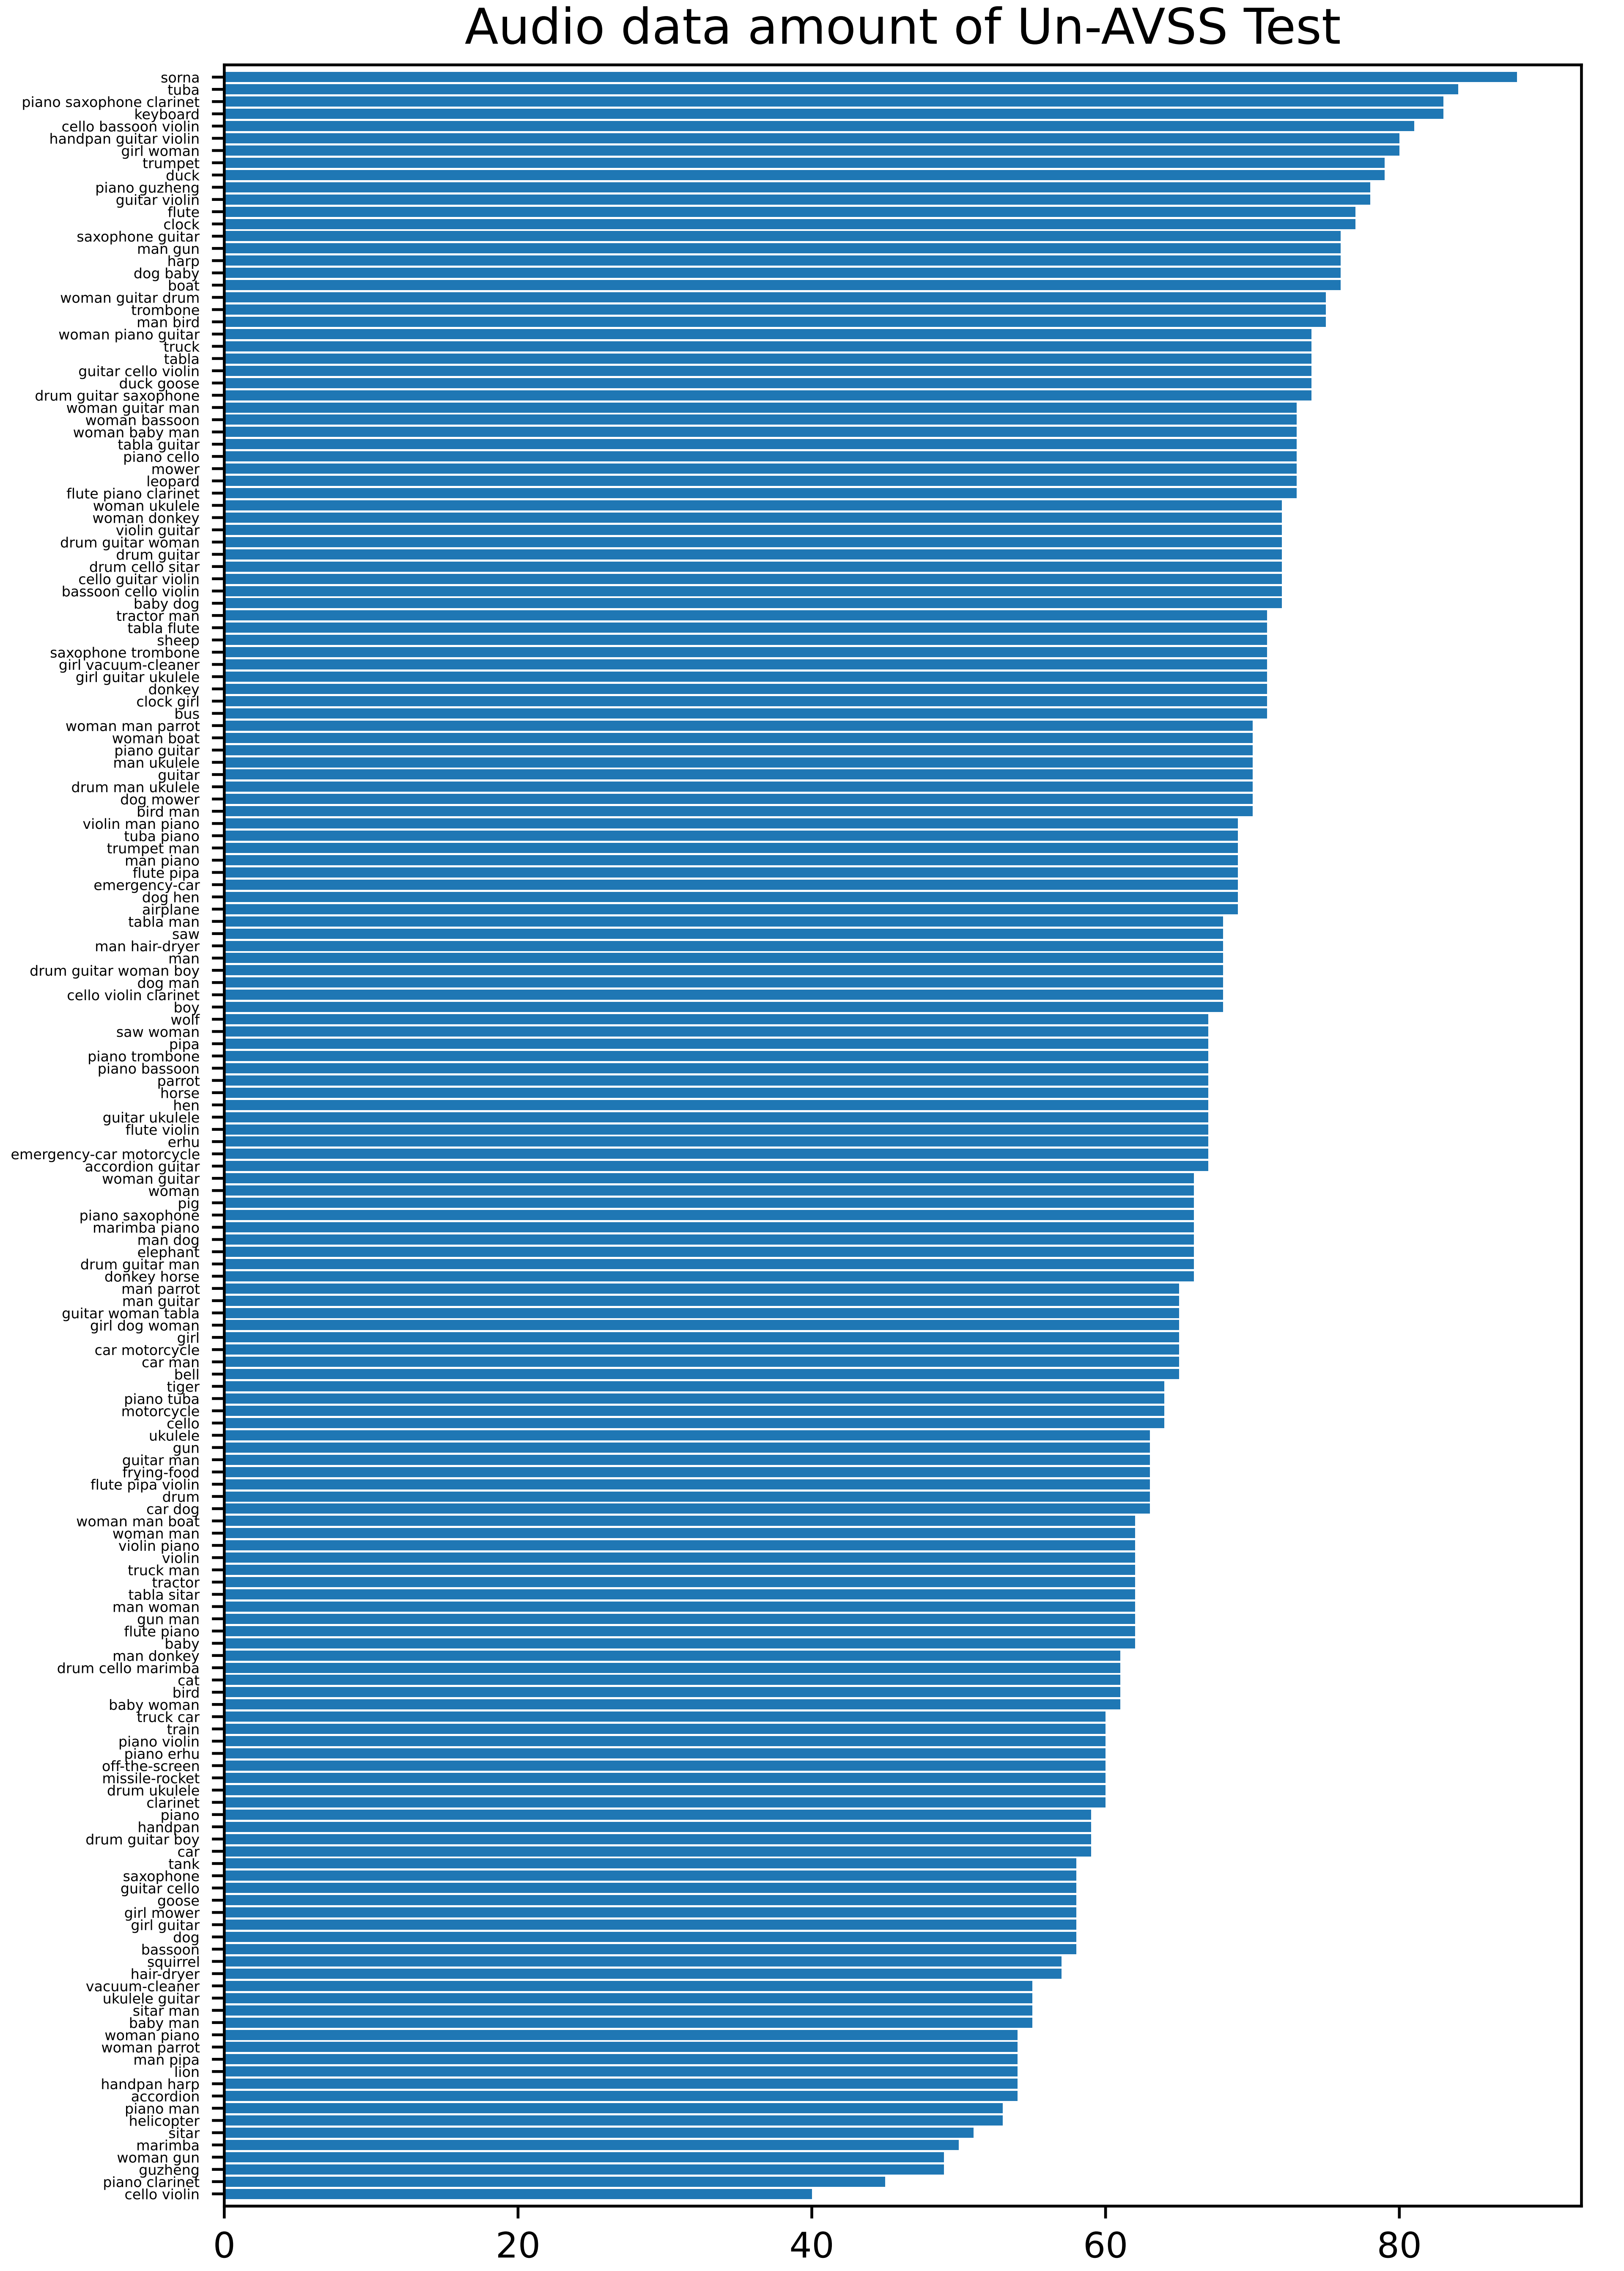 Audio data amount of Un-AVSS Test
sorna
tuba
piano saxophone clarinet
keyboard
cello bassoon violin
handpan guitar violin
girl woman
trumpet
duck
piano guzheng
guitar violin
flute
clock
saxophone guitar
man gun
harp
dog baby
boat
woman guitar drum
trombone
man bird
woman piano guitar
truck
tabla
guitar cello violin
duck goose
drum guitar saxophone
woman guitar man
woman bassoon
woman baby man
tabla guitar
piano cello
mower
leopard
flute piano clarinet
woman ukulele
woman donkey
violin guitar
drum guitar woman
drum guitar
drum cello sitar
cello guitar violin
bassoon cello violin
baby dog
tractor man
tabla flute
sheep
saxophone trombone
girl vacuum-cleaner
girl guitar ukulele
donkey
clock girl
bus
woman man parrot
woman boat
piano guitar
man ukulele
guitar
drum man ukulele
dog mower
bird man
violin man piano
tuba piano
trumpet man
man piano
flute pipa
emergency-car
dog hen
airplane
tabla man
saw
man hair-dryer
man
drum guitar woman boy
dog man
cello violin clarinet
boy
wolf
saw woman
pipa
piano trombone
piano bassoon
parrot
horse
hen
guitar ukulele
flute violin
erhu
emergency-car motorcycle
accordion guitar
woman guitar
woman
pig
piano saxophone
marimba piano
man dog
elephant
drum guitar man
donkey horse
man parrot
man guitar
guitar woman tabla
girl dog woman
girl
car motorcycle
car man
bell
tiger
piano tuba
motorcycle
cello
ukulele
gun
guitar man
frying-food
flute pipa violin
drum
car dog
woman man boat
woman man
violin piano
violin
truck man
tractor
tabla sitar
man woman
gun man
flute piano
baby
man donkey
drum cello marimba
cat
bird
baby woman
truck car
train
piano violin
piano erhu
off-the-screen
missile-rocket
drum ukulele
clarinet
piano
handpan
drum guitar boy
car
tank
saxophone
guitar cello
goose
girl mower
girl guitar
dog
bassoon
squirrel
hair-dryer
vacuum-cleaner
ukulele guitar
sitar man
baby man
woman piano
woman parrot
man pipa
lion
handpan harp
accordion
piano man
helicopter
sitar
marimba
woman gun
guzheng
piano clarinet
cello violin
0 20 40 60 80